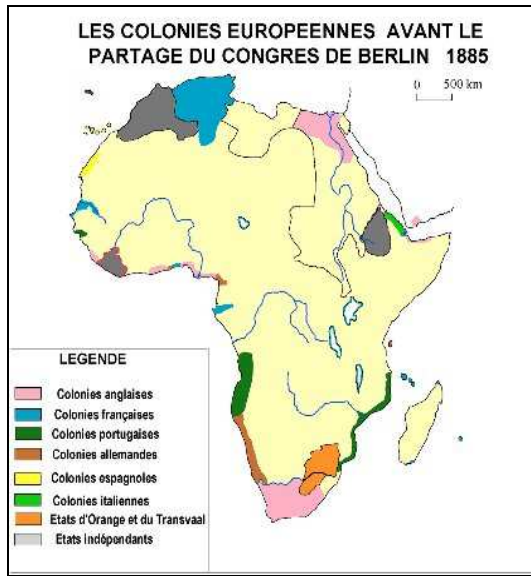 LES COLONIES EUROPEENNES AVANT LE
PARTAGE DU CONGRES DE BERLIN 1885
0 500 km
LEGENDE
Colonies anglaises
Colonies françaises
Colonies portugaises
Colonies allemandes
Colonies espagnoles
Colonies italiennes
Etats d'Orange et du Transvaal
Etats indépendants